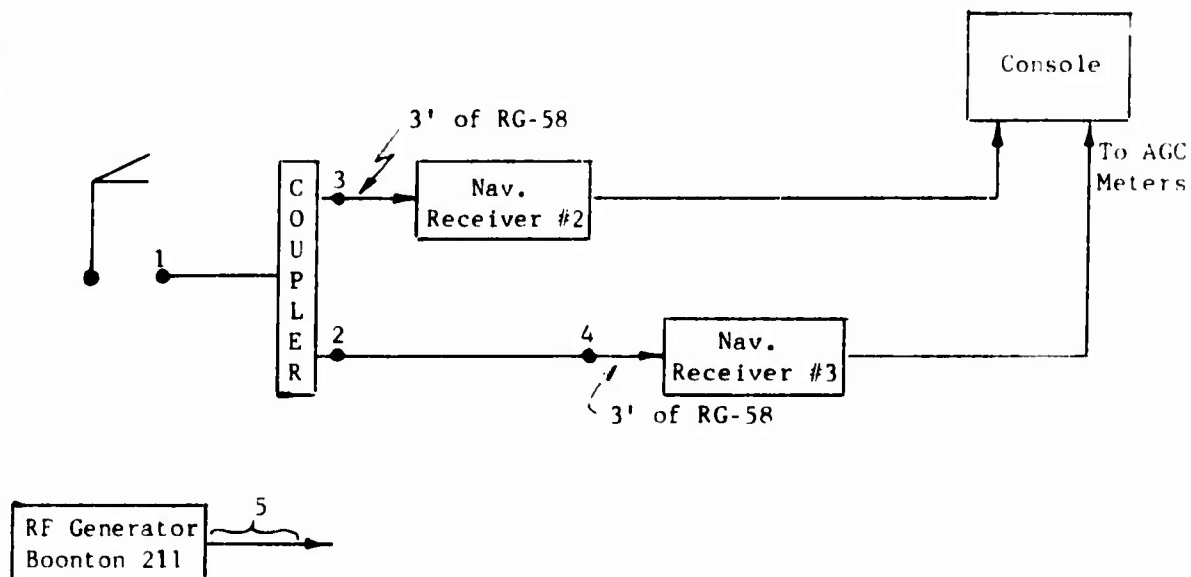 Console
3' of RG-58
To AGC
Meters
3
COUPLER
Nav.
Receiver #2
1
2
4
Nav.
Receiver #3
3' of RG-58
5
RF Generator
Boonton 211